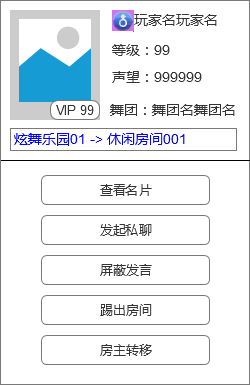 玩家名玩家名
等级：99
声望：999999
VIP 99
舞团：舞团名舞团名
炫舞乐园01 -> 休闲房间001
查看名片
发起私聊
屏蔽发言
踢出房间
房主转移